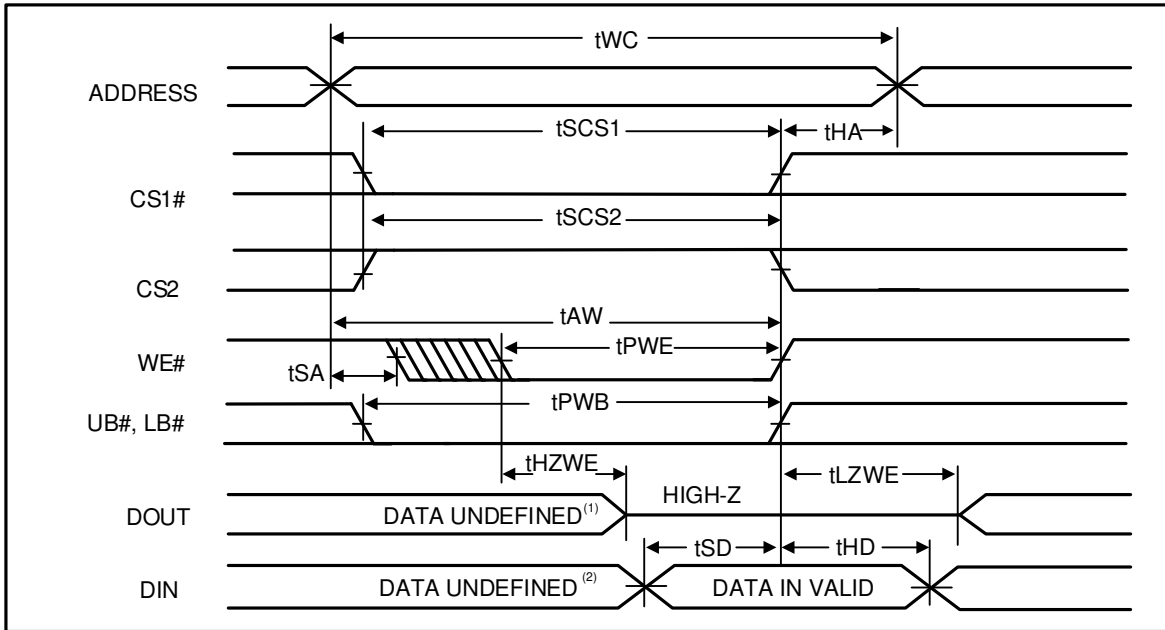 tWC
ADDRESS
tSCS1
tHA
CS1#
tSCS2
CS2
tAW
WE#
tPWE
tSA
tPWB
UB#, LB#
tHZWE
tLZWE
HIGH-Z
DOUT
DATA UNDEFINED(1)
tSD
tHD
DIN
DATA UNDEFINED (2)
DATA IN VALID